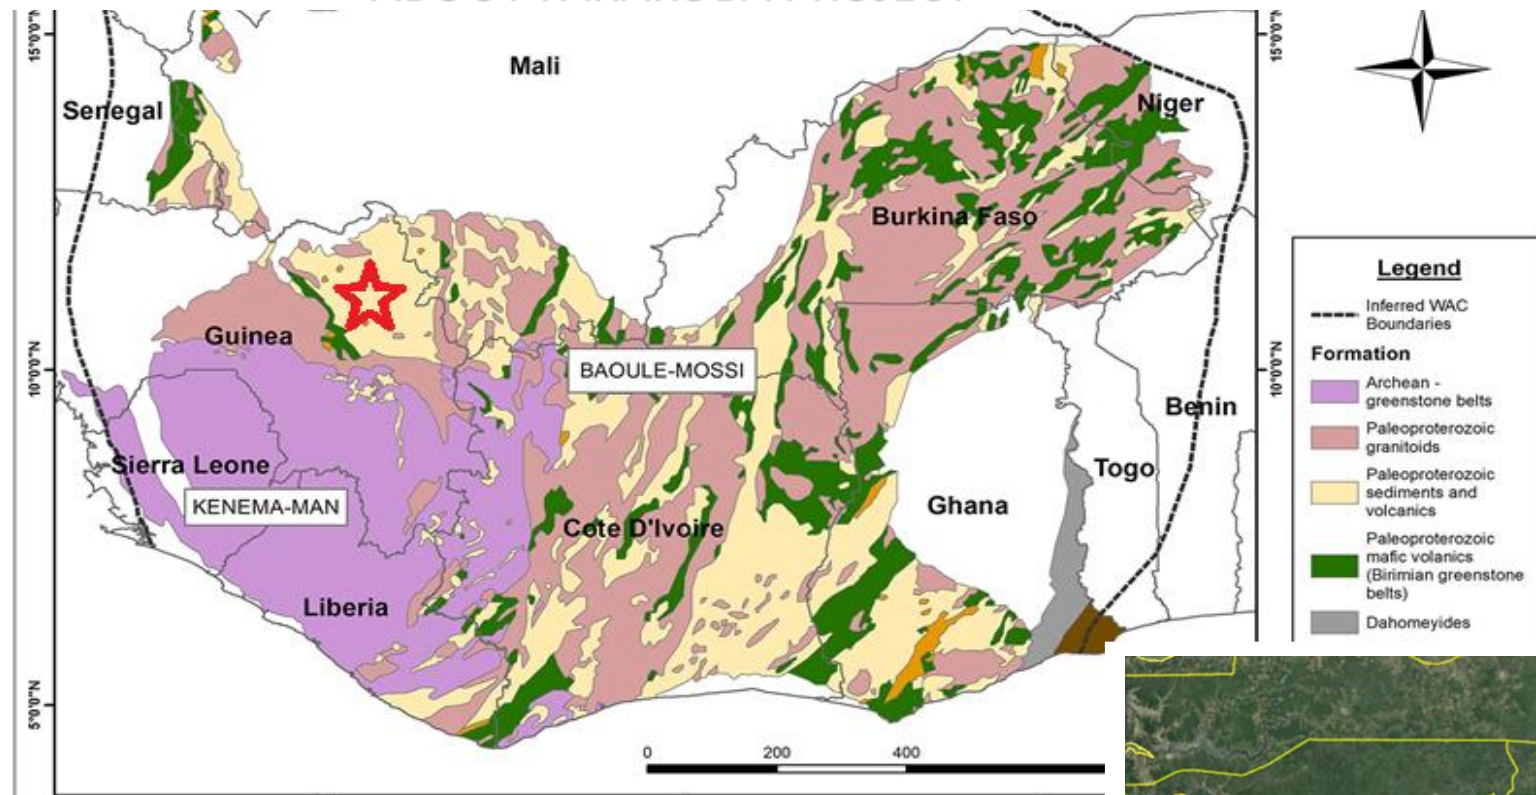 Mali
Senegal
Niger
Burkina Faso
Guinea
BAOULE-MOSSI
Benin
Sierra Leone
Togo
KENEMA-MAN
Ghana
Cote D'Ivoire
Liberia
15°0'0"N
10°0'0"N
5°0'0"N
15°0'0"N
10°0'0"N
0 200 400
Legend
Inferred WAC
Boundaries
Formation
Archean -
greenstone belts
Paleoproterozoic
granitoids
Paleoproterozoic
sediments and
volcanics
Paleoproterozoic
mafic volanics
(Birimian greenstone
belts)
Dahomeyides